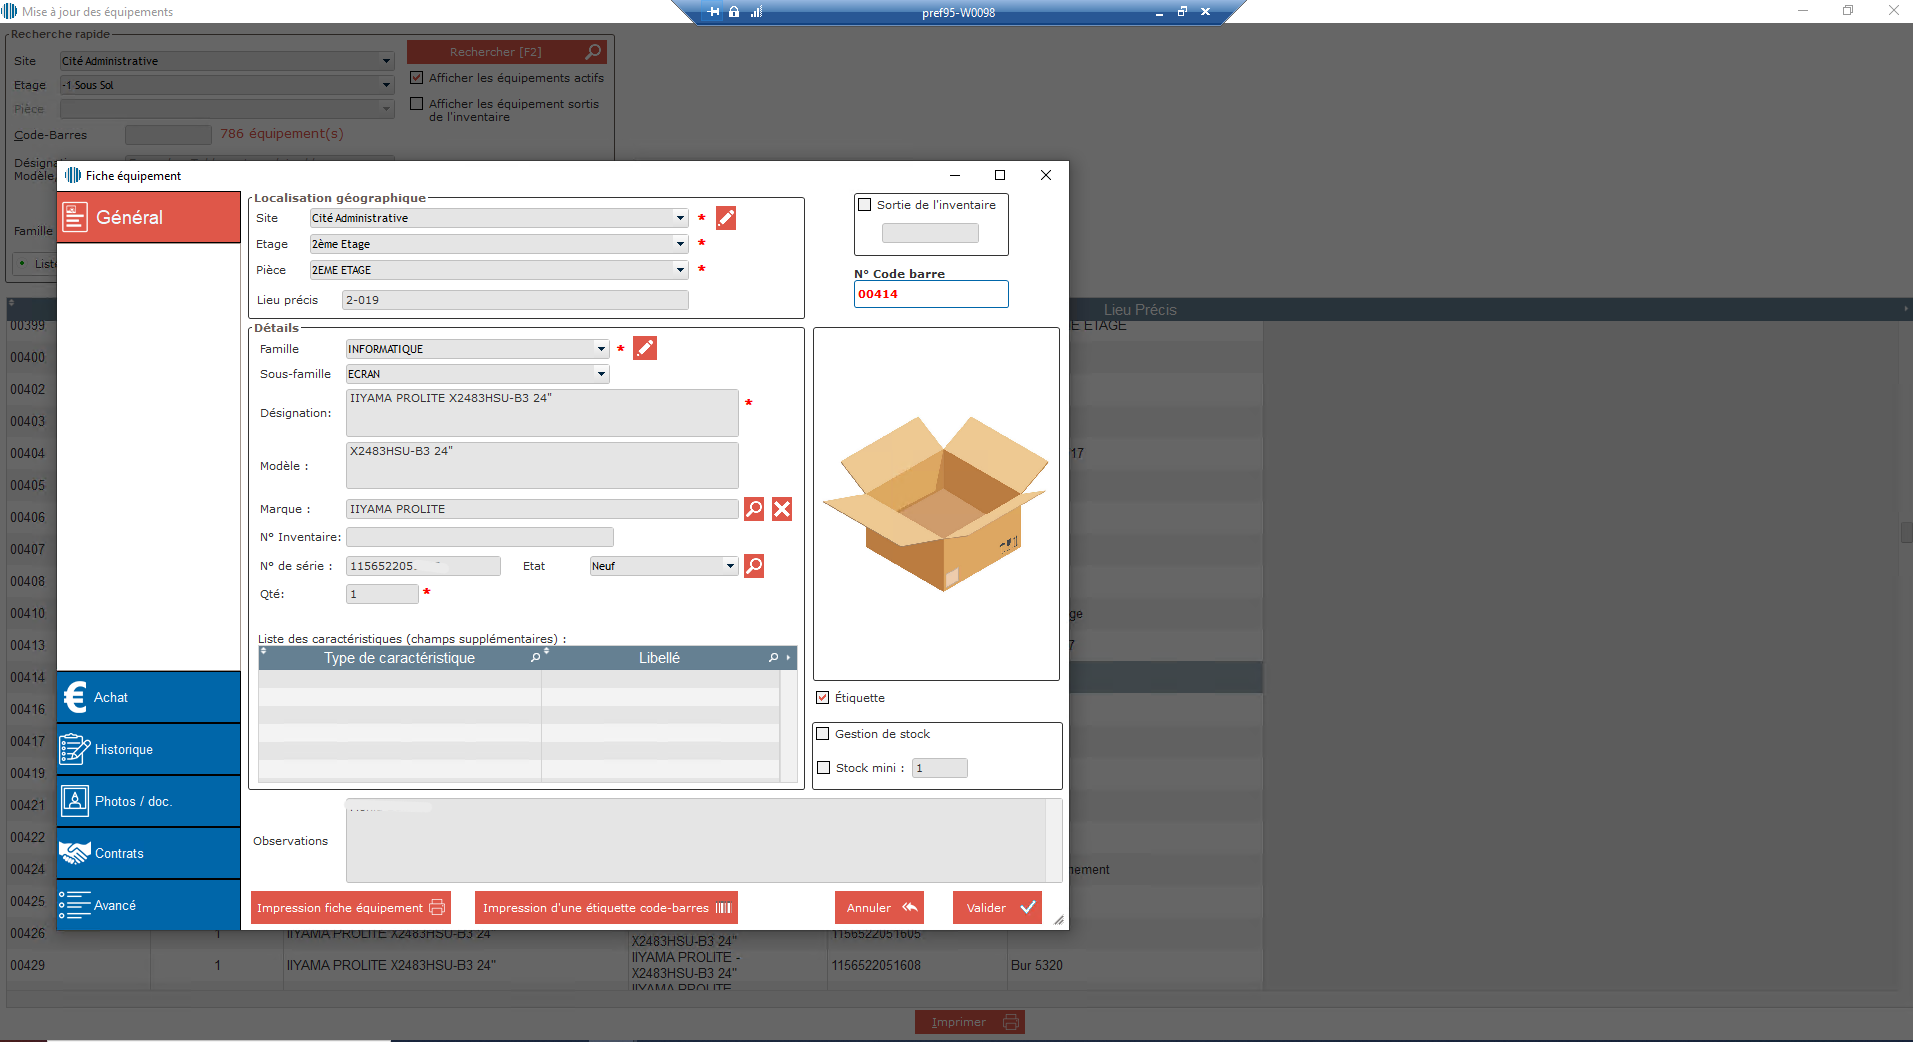 Mise à jour des équipements
pref95-W0098
Recherche rapide
Site
Cité Administrative
Rechercher [F2]
Etage
-1 Sous Sol
Afficher les équipements actifs
Pièce
Afficher les équipement sortis
de l'inventaire
Code-Barres
786 équipement(s)
Modèle,
Famille
Fiche équipement
Général
Localisation géographique
Site
Cité Administrative
*
Etage
2ème Etage
*
Pièce
2EME ETAGE
*
Lieu précis
2-019
Sortie de l'inventaire
N° Code barre
00414
Détails
Famille
INFORMATIQUE
*
Sous-famille
ECRAN
Désignation:
IIYAMA PROLITE X2483HSU-B3 24"
*
Modèle :
X2483HSU-B3 24"
Marque :
IIYAMA PROLITE
N° Inventaire:
N° de série :
115652205
Etat
Neuf
Qté:
1
*
Liste des caractéristiques (champs supplémentaires) :
Type de caractéristique
Libellé
Étiquette
Gestion de stock
Stock mini :
1
Observations
Achat
Historique
Photos / doc.
Contrats
Avancé
Impression fiche équipement
Impression d'une étiquette code-barres
Annuler
Valider
Lieu Précis
00399
E ETAGE
00400
00402
00403
00404
17
00405
00406
00407
00408
00410
ge
00413
7
00414
00416
00417
00419
00421
00422
00424
nement
00425
00426
1
IIYAMA PROLITE X2483HSU-B3 24"
X2483HSU-B3 24"
1156522051605
00429
1
IIYAMA PROLITE X2483HSU-B3 24"
IIYAMA PROLITE -
X2483HSU-B3 24"
1156522051608
Bur 5320
IIYAMA PROLITE
Imprimer